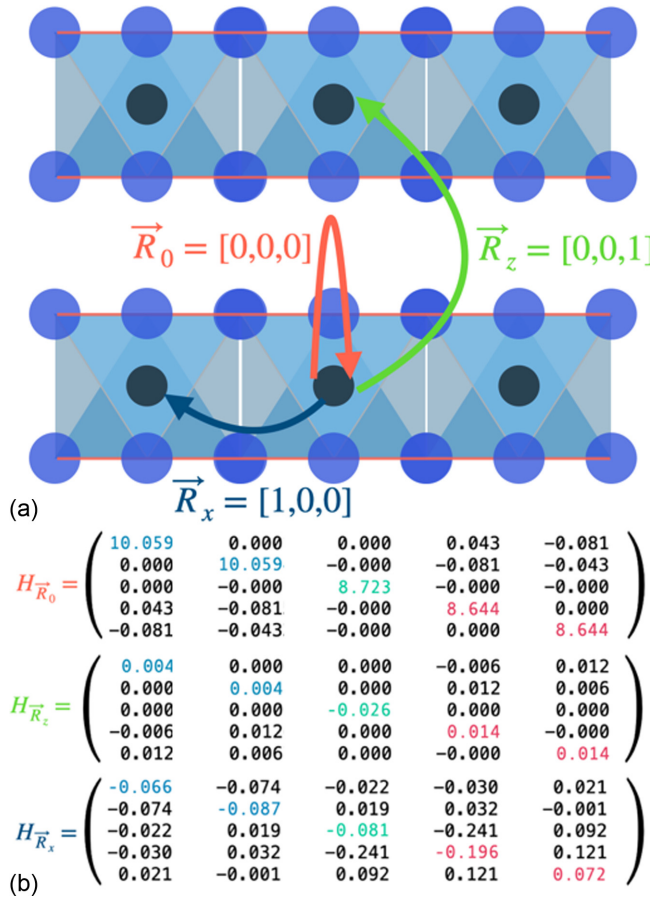 R⃗0 = [0,0,0]
R⃗z = [0,0,1]
R⃗x = [1,0,0]
(a)
HR⃗0 =
10.059 0.000 0.000 0.043 -0.081
0.000 10.059 -0.000 -0.081 -0.043
0.000 -0.000 8.723 -0.000 -0.000
0.043 -0.081 -0.000 8.644 0.000
-0.081 -0.043 -0.000 0.000 8.644
HR⃗z =
0.004 0.000 0.000 -0.006 0.012
0.000 0.004 0.000 0.012 0.006
0.000 0.000 -0.026 0.000 0.000
-0.006 0.012 0.000 0.014 -0.000
0.012 0.006 0.000 -0.000 0.014
HR⃗x =
-0.066 -0.074 -0.022 -0.030 0.021
-0.074 -0.087 0.019 0.032 -0.001
-0.022 0.019 -0.081 -0.241 0.092
-0.030 0.032 -0.241 -0.196 0.121
0.021 -0.001 0.092 0.121 0.072
(b)